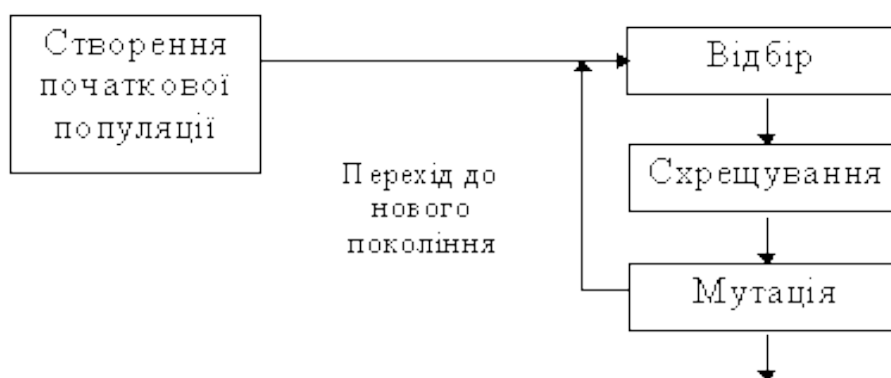 Створення
початкової
популяції
Відбір
Схрещування
Перехід до
нового
покоління
Мутація